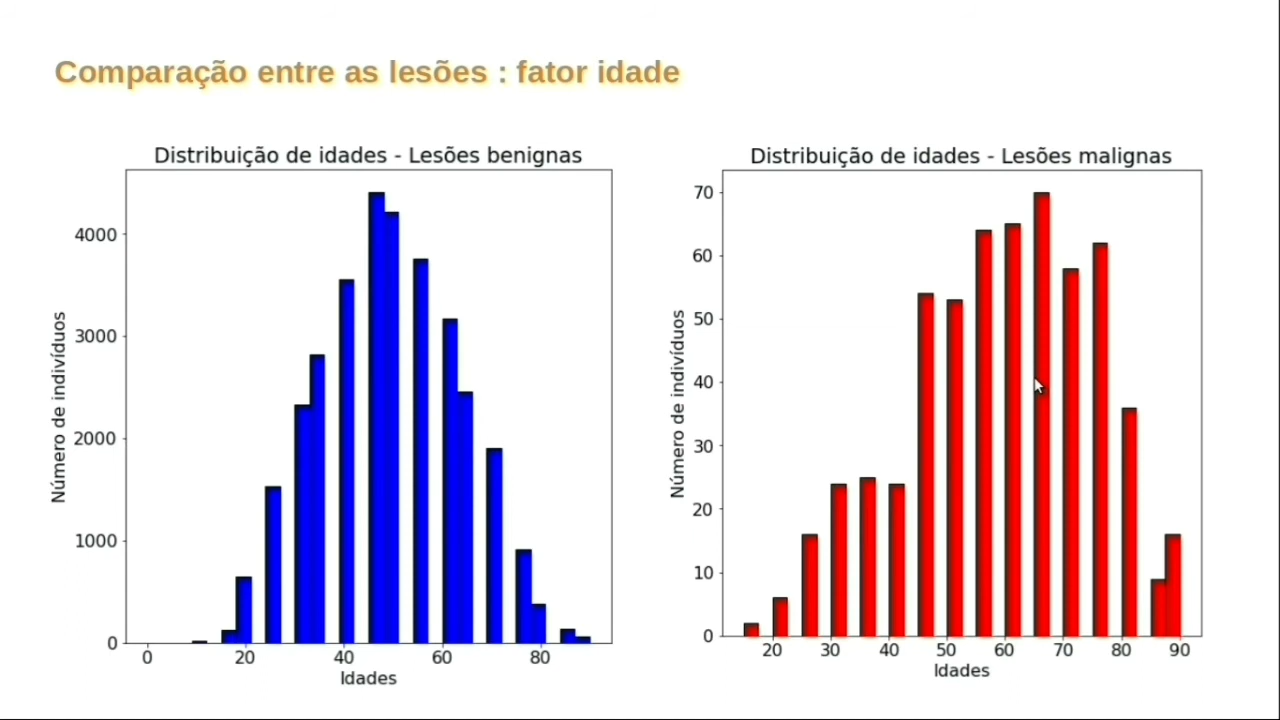 Comparação entre as lesões : fator idade
Distribuição de idades - Lesões benignas
Número de indivíduos
4000
3000
2000
1000
0
0 20 40 60 80
Idades
Distribuição de idades - Lesões malignas
Número de indivíduos
70
60
50
40
30
20
10
0
20 30 40 50 60 70 80 90
Idades